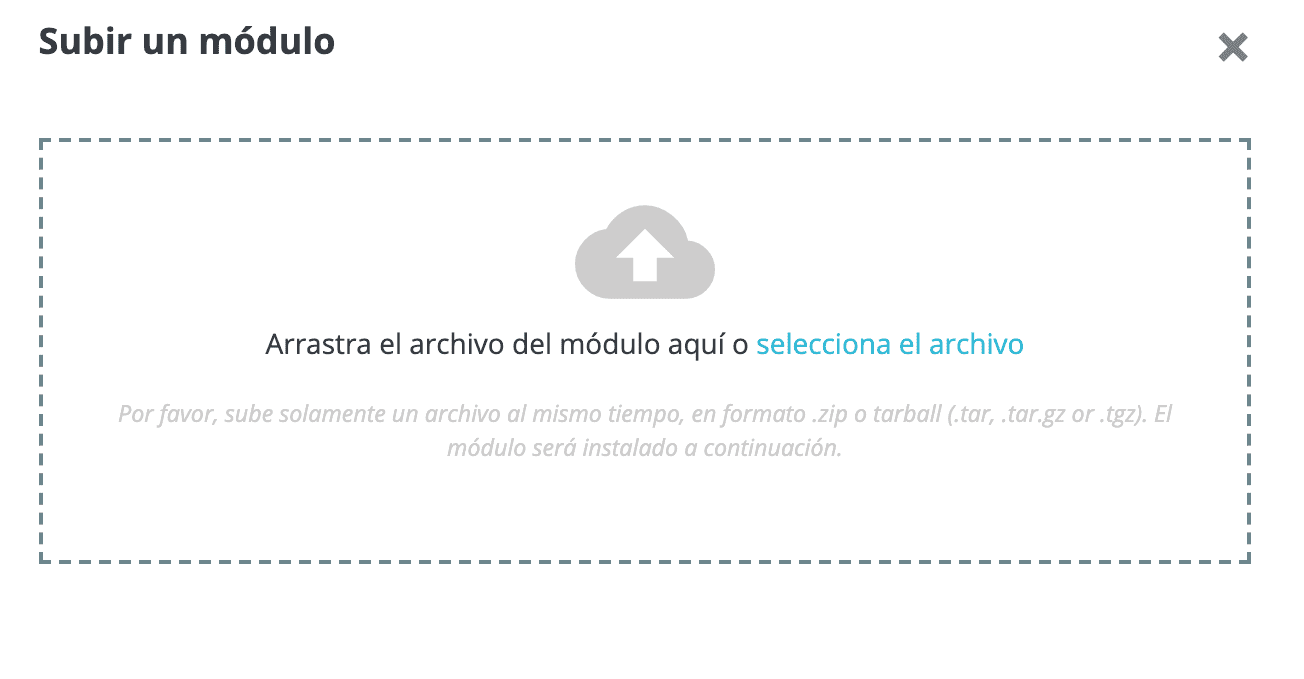 Subir un módulo
Arrastra el archivo del módulo aquí o selecciona el archivo
Por favor, sube solamente un archivo al mismo tiempo, en formato .zip o tarball (.tar, .tar.gz or .tgz). El
módulo será instalado a continuación.